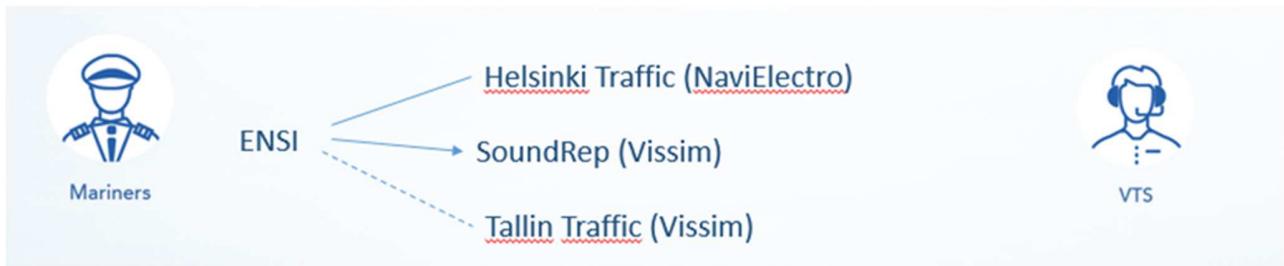 Helsinki Traffic (NaviElectro)
ENSI
SoundRep (Vissim)
Mariners
VTS
Tallin Traffic (Vissim)